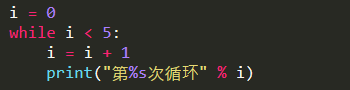 i = 0
while i < 5:
    i = i + 1
    print("第%s次循环" % i)